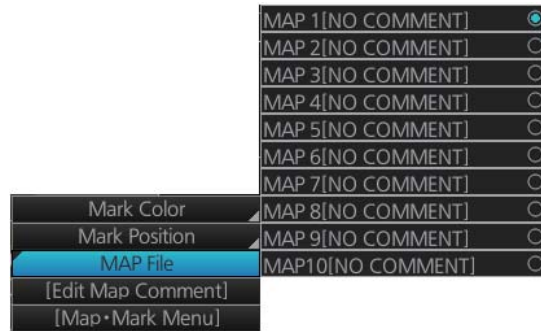 MAP 1[NO COMMENT]
MAP 2[NO COMMENT]
MAP 3[NO COMMENT]
MAP 4[NO COMMENT]
MAP 5[NO COMMENT]
MAP 6[NO COMMENT]
MAP 7[NO COMMENT]
MAP 8[NO COMMENT]
MAP 9[NO COMMENT]
MAP10[NO COMMENT]
Mark Color
Mark Position
MAP File
[Edit Map Comment]
[Map・Mark Menu]